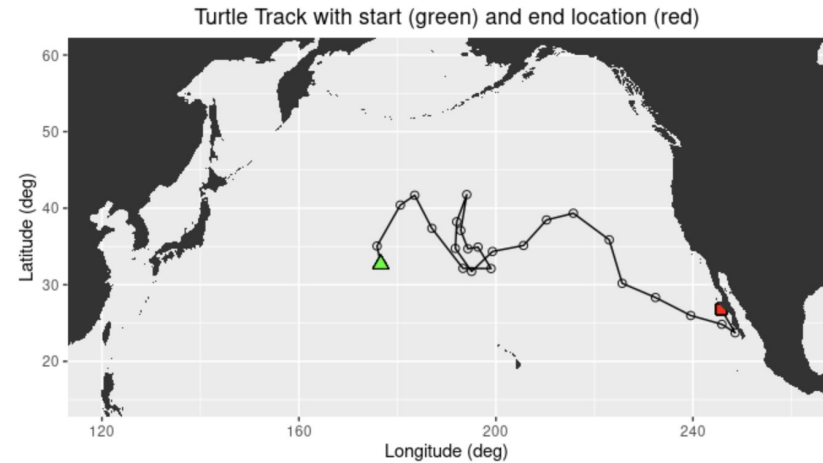 Turtle Track with start (green) and end location (red)
Latitude (deg)
60
50
40
30
20
120 160 200 240
Longitude (deg)